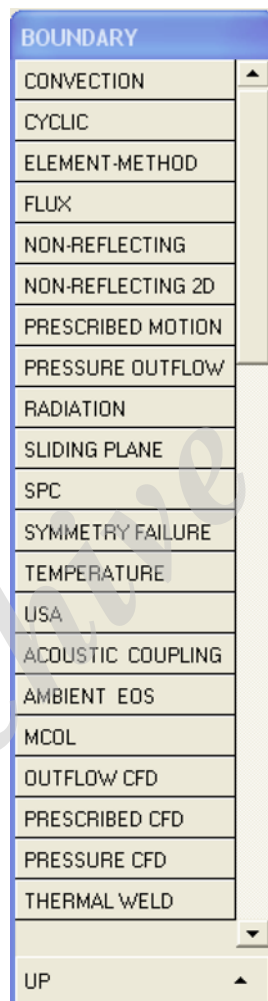 BOUNDARY
CONVECTION
CYCLIC
ELEMENT-METHOD
FLUX
NON-REFLECTING
NON-REFLECTING 2D
PRESCRIBED MOTION
PRESSURE OUTFLOW
RADIATION
SLIDING PLANE
SPC
SYMMETRY FAILURE
TEMPERATURE
USA
ACOUSTIC COUPLING
AMBIENT EOS
MCOL
OUTFLOW CFD
PRESCRIBED CFD
PRESSURE CFD
THERMAL WELD
UP